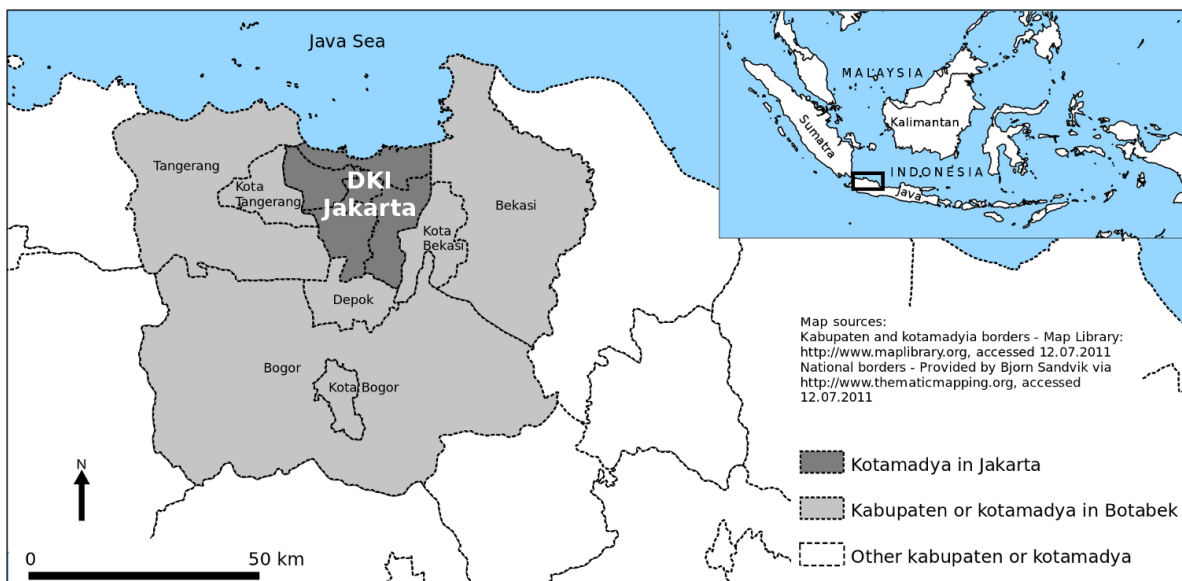 Java Sea
Tangerang
Kota
Tangerang
DKI
Jakarta
Kota
Bekasi
Bekasi
Depok
Bogor
Kota Bogor
N
0
50 km
MALAYSIA
Sumatra
Kalimantan
INDONESIA
Java
Map sources:
Kabupaten and kotamadyia borders - Map Library:
http://www.maplibrary.org, accessed 12.07.2011
National borders - Provided by Bjorn Sandvik via
http://www.thematicmapping.org, accessed
12.07.2011
Kotamadya in Jakarta
Kabupaten or kotamadya in Botabek
Other kabupaten or kotamadya